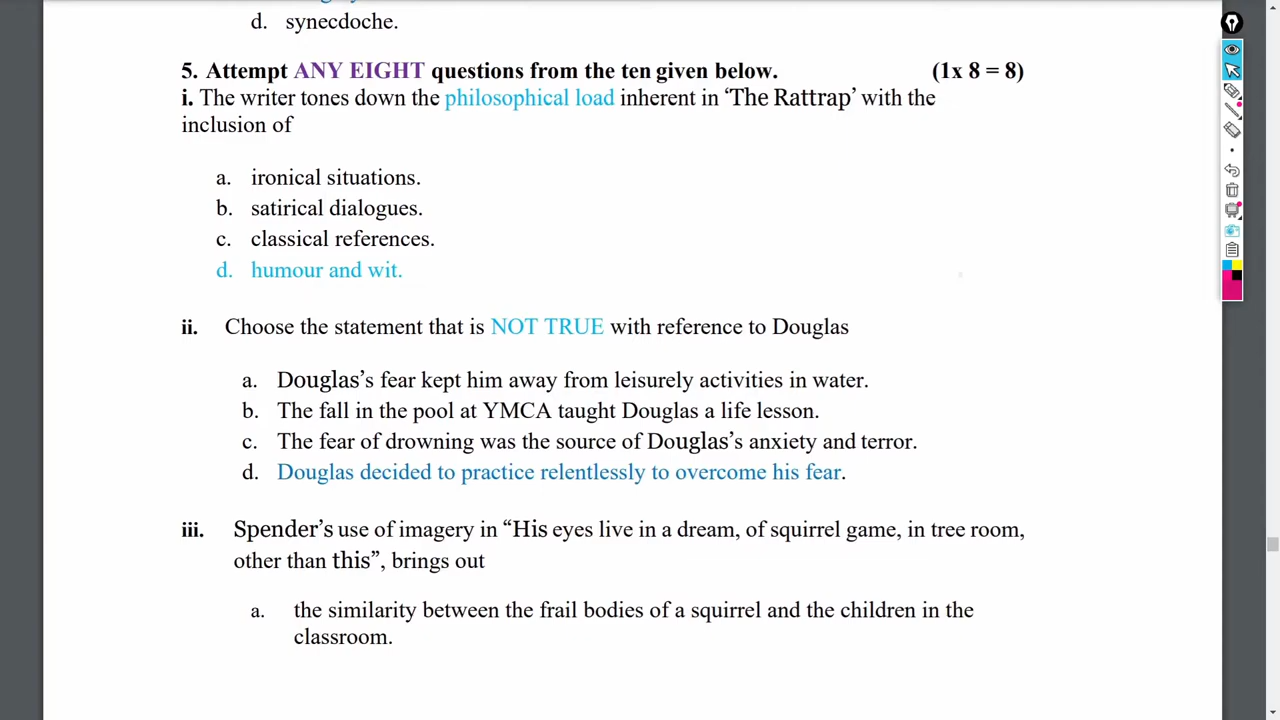 d. synecdoche.
5. Attempt ANY EIGHT questions from the ten given below. (1x 8 = 8)
i. The writer tones down the philosophical load inherent in ‘The Rattrap’ with the
inclusion of
a. ironical situations.
b. satirical dialogues.
c. classical references.
d. humour and wit.
ii. Choose the statement that is NOT TRUE with reference to Douglas
a. Douglas’s fear kept him away from leisurely activities in water.
b. The fall in the pool at YMCA taught Douglas a life lesson.
c. The fear of drowning was the source of Douglas’s anxiety and terror.
d. Douglas decided to practice relentlessly to overcome his fear.
iii. Spender’s use of imagery in “His eyes live in a dream, of squirrel game, in tree room,
other than this”, brings out
a. the similarity between the frail bodies of a squirrel and the children in the
classroom.